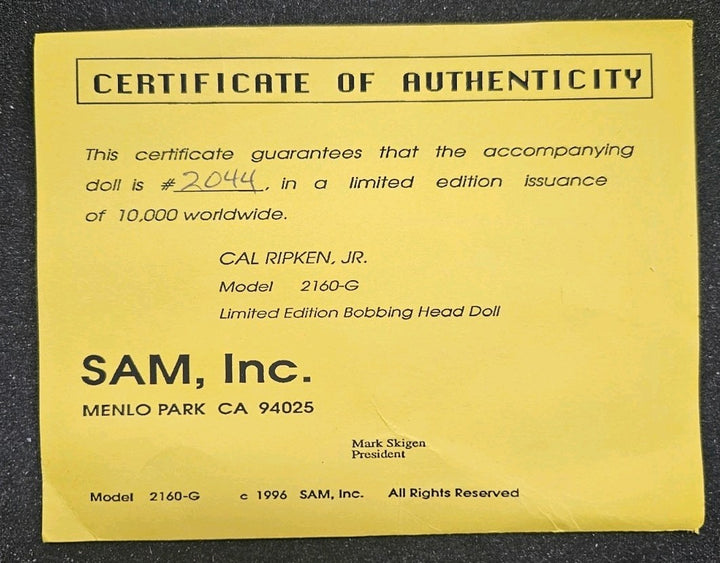 CERTIFICATE OF AUTHENTICITY
This certificate guarantees that the accompanying
doll is #2044, in a limited edition issuance
of 10,000 worldwide.
CAL RIPKEN, JR.
Model 2160-G
Limited Edition Bobbing Head Doll
SAM, Inc.
MENLO PARK CA 94025
Mark Skigen
President
Model 2160-G c 1996 SAM, Inc. All Rights Reserved